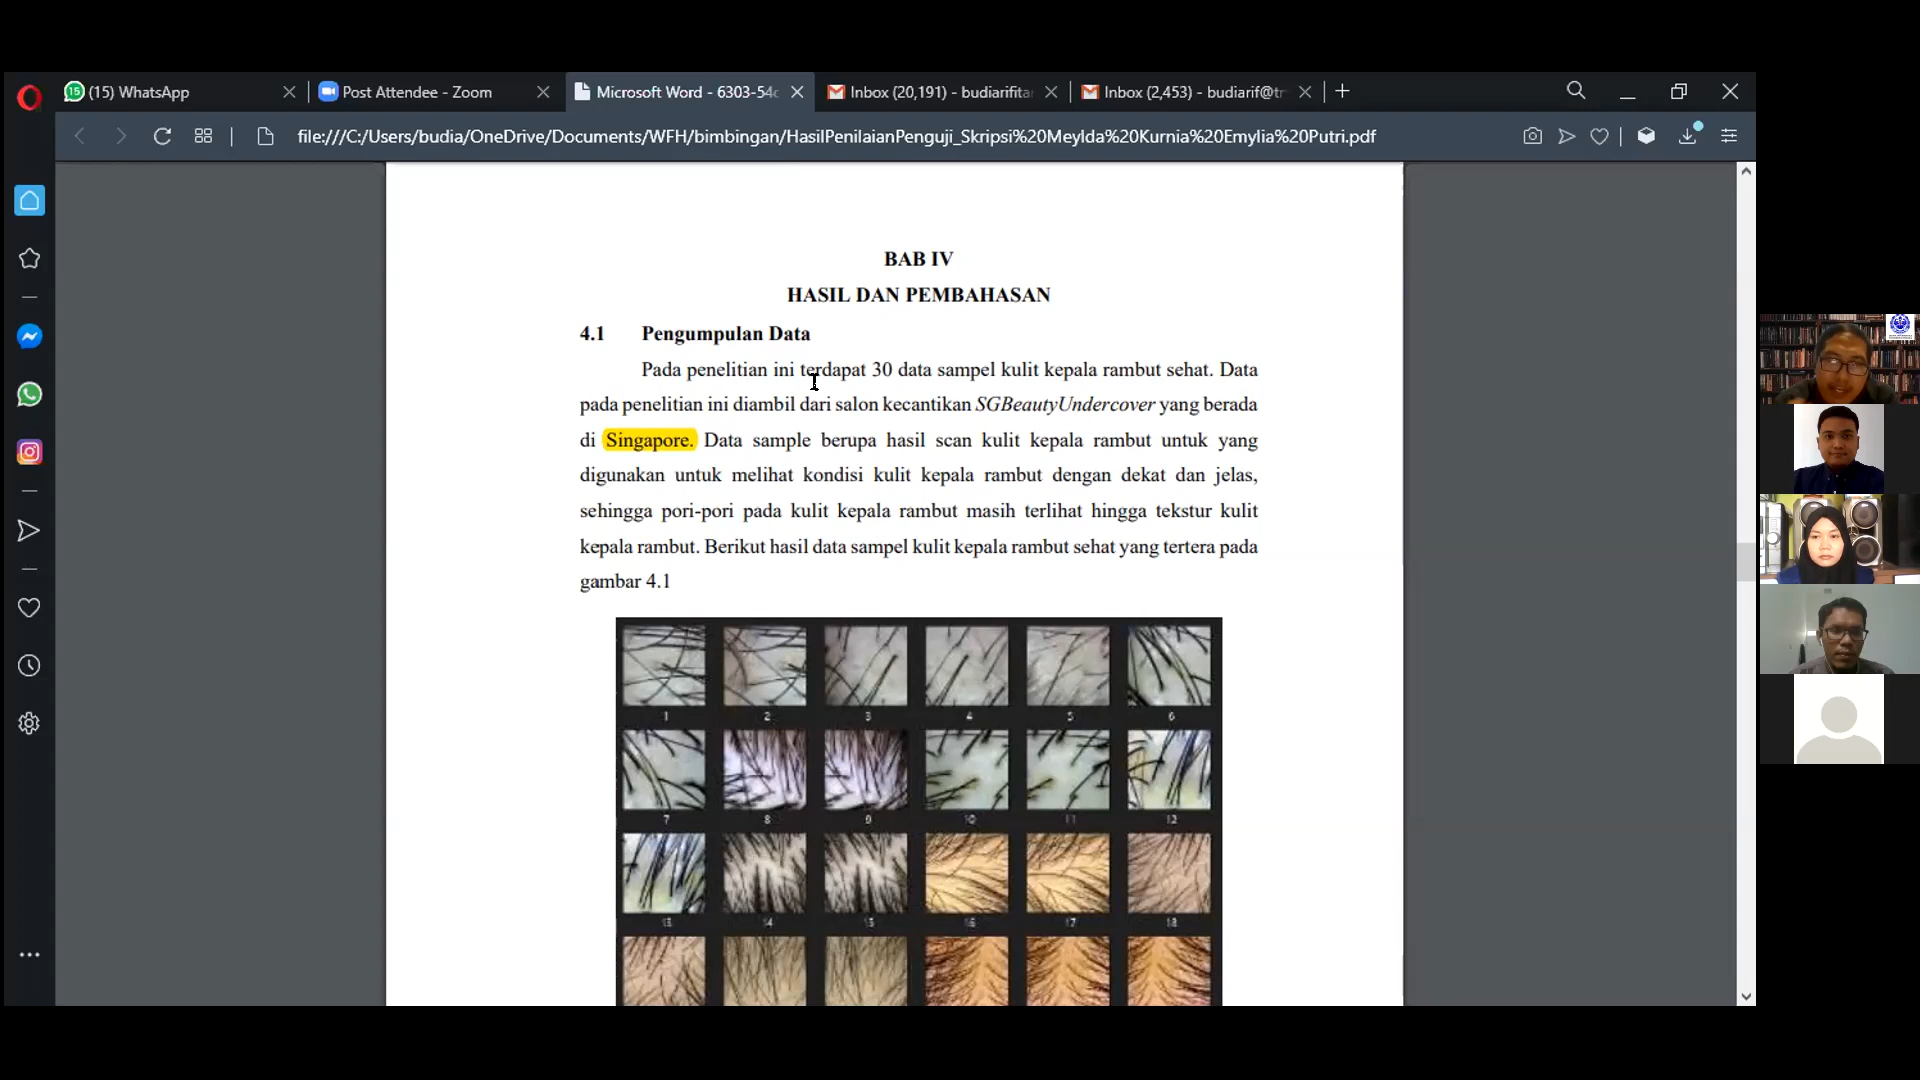 (15) WhatsApp
Post Attendee - Zoom
Microsoft Word - 6303-54
Inbox (20,191) - budiarifita
Inbox (2,453) - budiarif@tr
file:///C:/Users/budia/OneDrive/Documents/WFH/bimbingan/HasilPenilaianPenguji_Skripsi%20Meylda%20Kurnia%20Emylia%20Putri.pdf
BAB IV
HASIL DAN PEMBAHASAN
4.1 Pengumpulan Data
Pada penelitian ini terdapat 30 data sampel kulit kepala rambut sehat. Data
pada penelitian ini diambil dari salon kecantikan SGBeautyUndercover yang berada
di Singapore. Data sample berupa hasil scan kulit kepala rambut untuk yang
digunakan untuk melihat kondisi kulit kepala rambut dengan dekat dan jelas,
sehingga pori-pori pada kulit kepala rambut masih terlihat hingga tekstur kulit
kepala rambut. Berikut hasil data sampel kulit kepala rambut sehat yang tertera pada
gambar 4.1
1 2 3 4 5 6
7 8 9 10 11 12
13 14 15 16 17 18